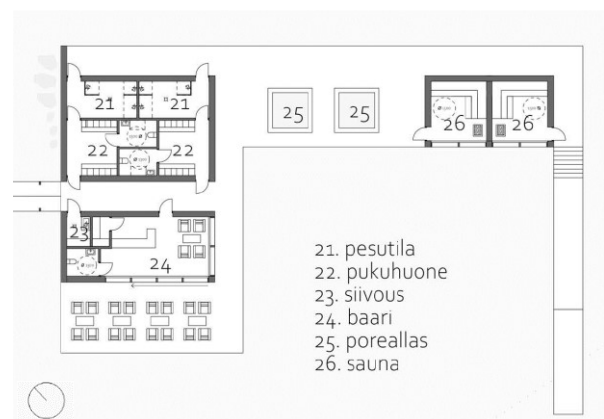 21 21
22 22
25 25
26 26
23
24
21. pesutila
22. pukuhuone
23. siivous
24. baari
25. poreallas
26. sauna